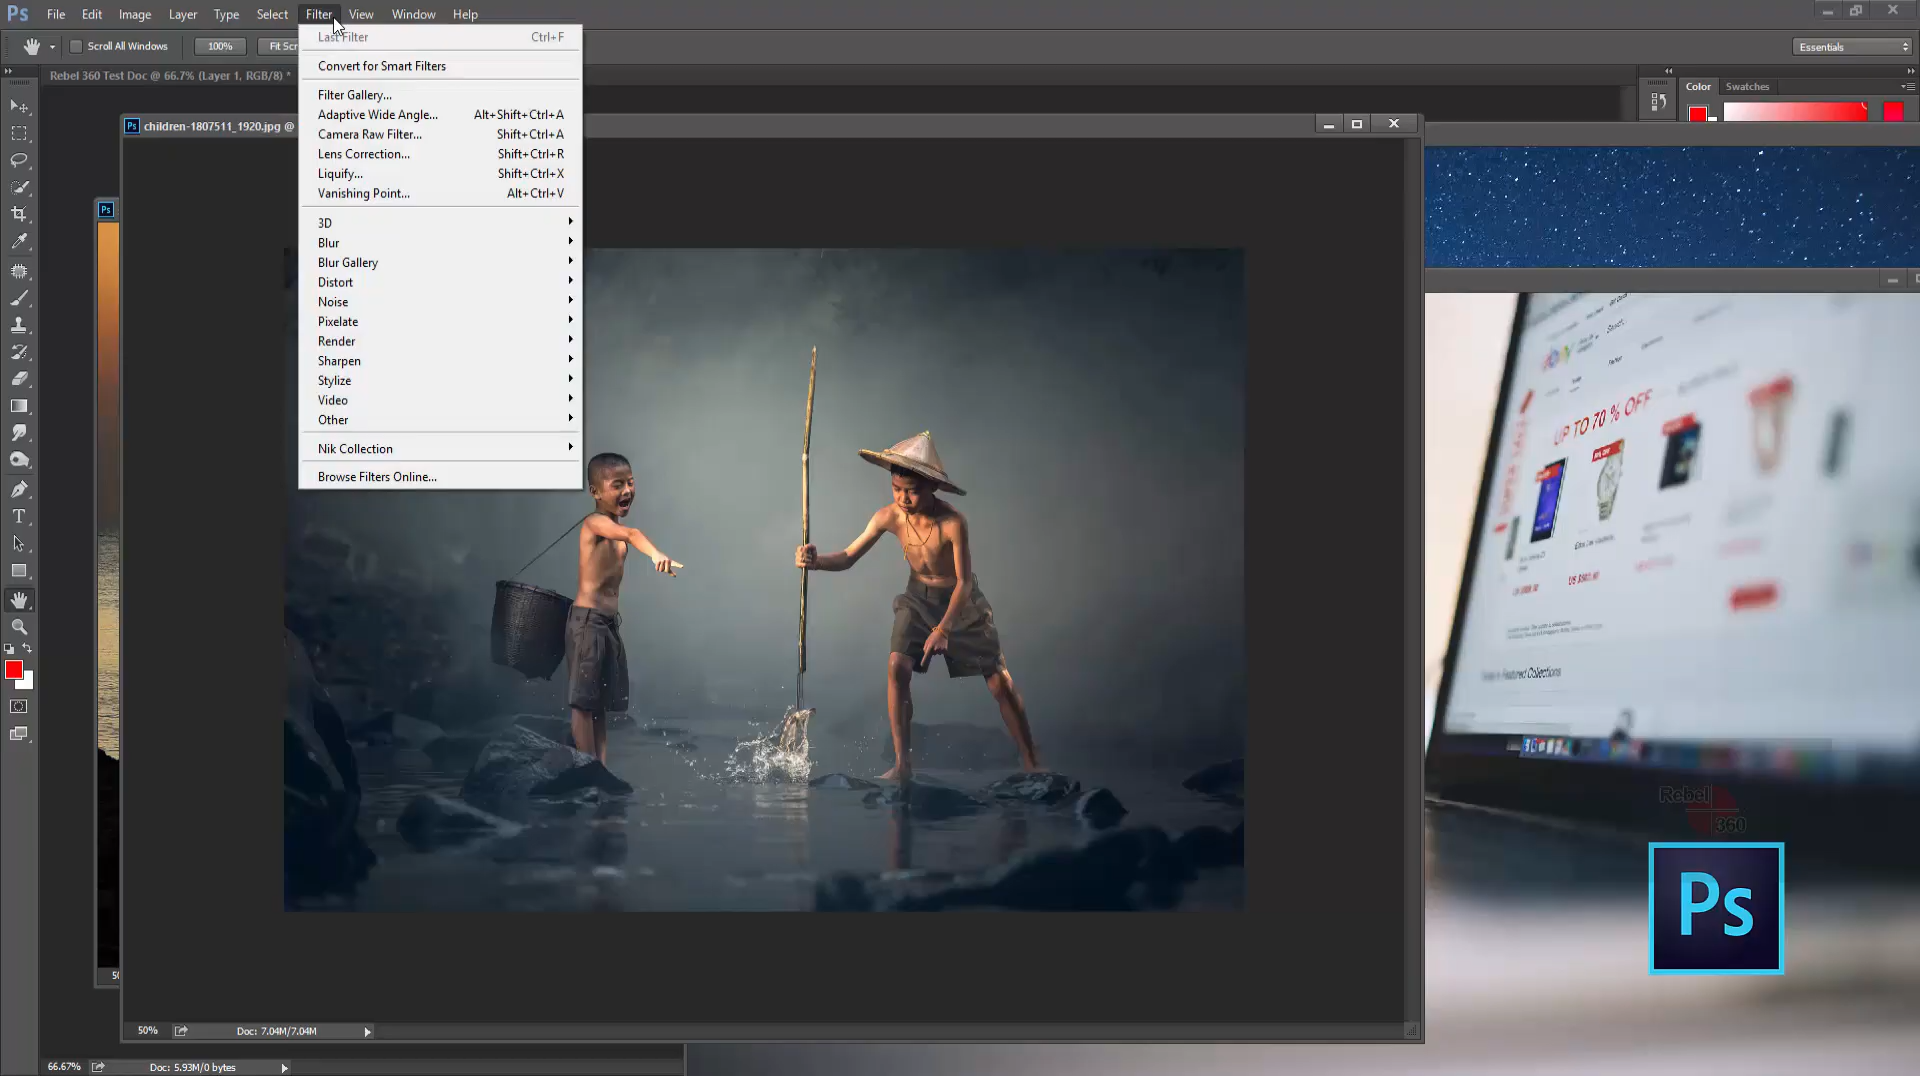 Ps File Edit Image Layer Type Select Filter View Window Help
Scroll All Windows 100% Fit Scr Essentials
Rebel 360 Test Doc @ 66.7% (Layer 1, RGB/8) *
Color Swatches
Ps children-1807511_1920.jpg @
Last Filter Ctrl+F
Convert for Smart Filters
Filter Gallery...
Adaptive Wide Angle... Alt+Shift+Ctrl+A
Camera Raw Filter... Shift+Ctrl+A
Lens Correction... Shift+Ctrl+R
Liquify... Shift+Ctrl+X
Vanishing Point... Alt+Ctrl+V
3D
Blur
Blur Gallery
Distort
Noise
Pixelate
Render
Sharpen
Stylize
Video
Other
Nik Collection
Browse Filters Online...
Ps
T
UP TO 70 % OFF
Featured Collections
Rebel
360
Ps
50
50% Doc: 7.04M/7.04M
66.67% Doc: 5.93M/0 bytes